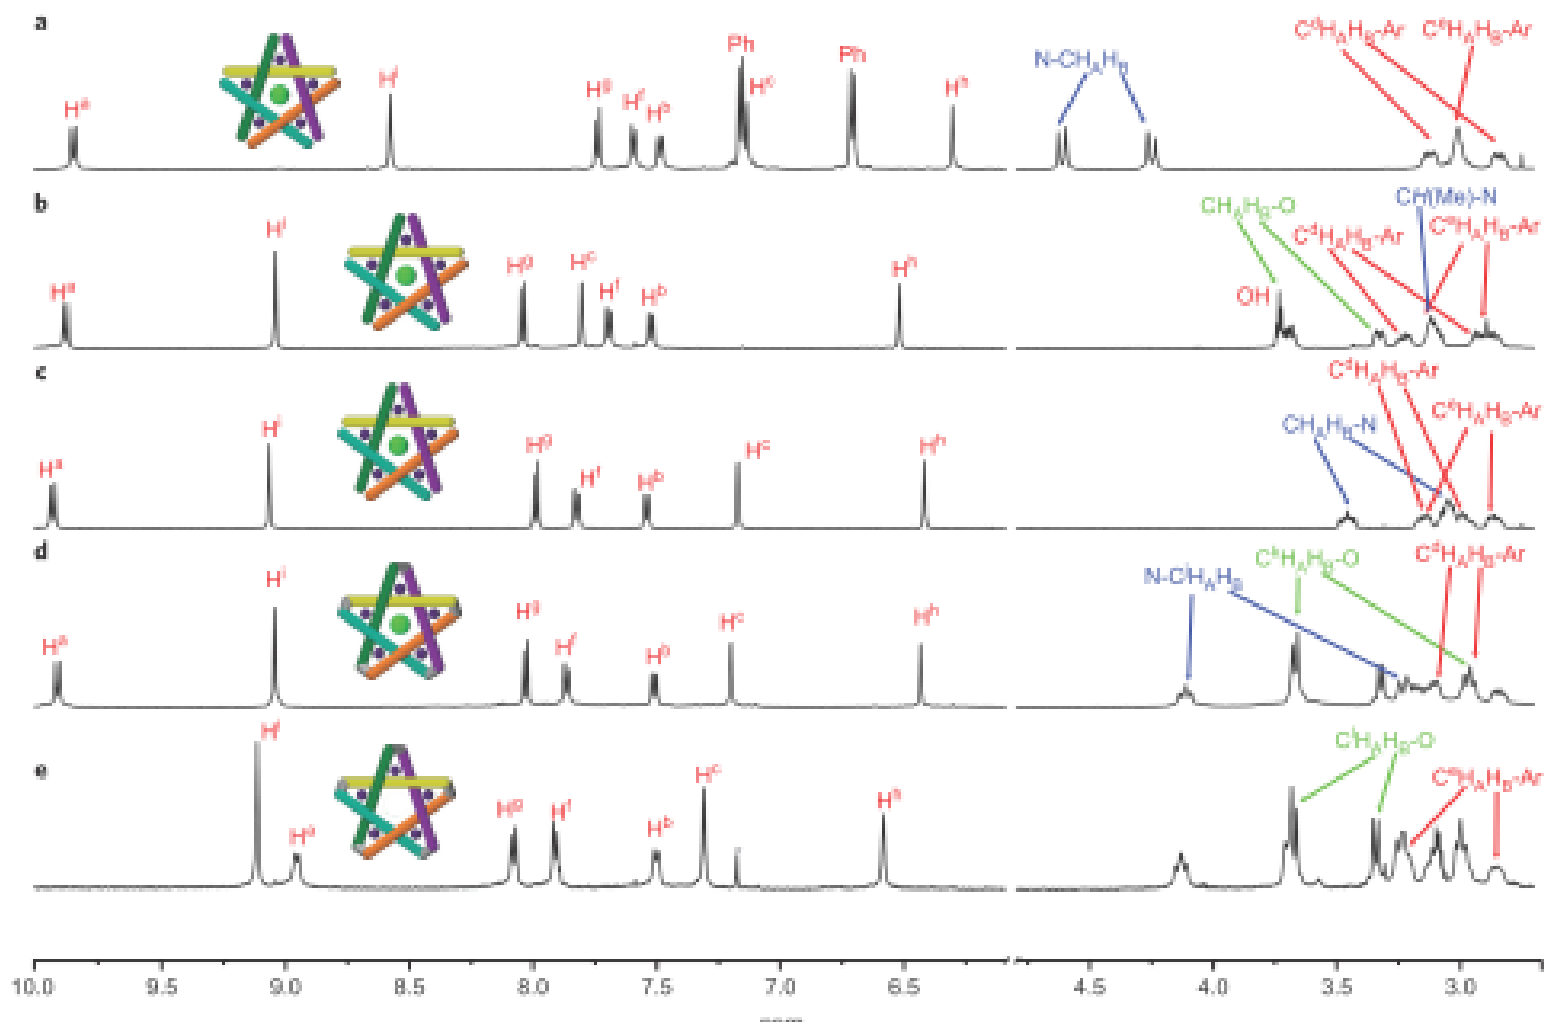 a
CᵈHAHB-Ar CᵉHAHB-Ar
N-CHAHB
Ph Ph
Hᵃ Hⁱ Hᵍ Hᶠ Hᵇ Hᶜ Hʰ
b
CHAHB-O CH(Me)-N
CᵈHAHB-Ar CᵉHAHB-Ar
Hᵃ Hⁱ Hᵍ Hᶜ Hᶠ Hᵇ Hʰ OH
c
CᵈHAHB-Ar
CHAHB-N CᵉHAHB-Ar
Hᵃ Hⁱ Hᵍ Hᶠ Hᵇ Hᶜ Hʰ
d
N-CʲHAHB CᵏHAHB-O CᵈHAHB-Ar
Hᵃ Hⁱ Hᵍ Hᶠ Hᵇ Hᶜ Hʰ
e
CˡHAHB-O
CᵉHAHB-Ar
Hⁱ Hᵃ Hᵍ Hᶠ Hᵇ Hᶜ Hʰ
10.0 9.5 9.0 8.5 8.0 7.5 7.0 6.5 4.5 4.0 3.5 3.0